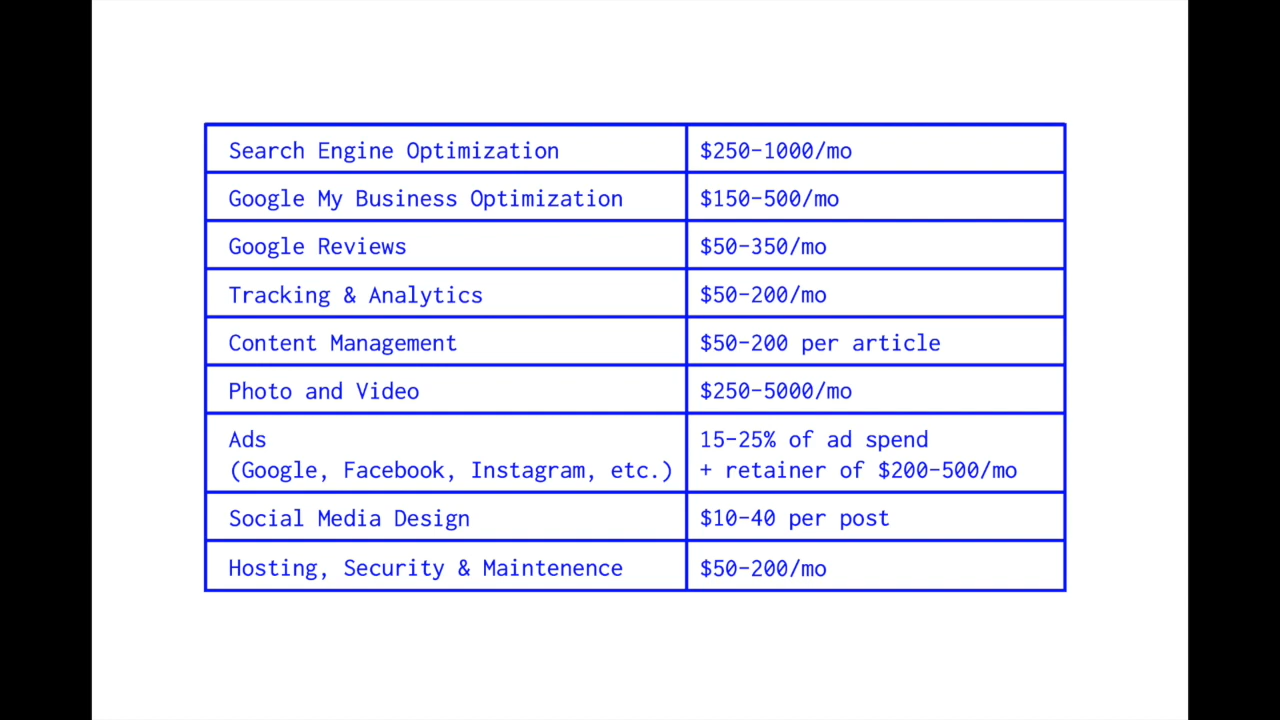 Search Engine Optimization $250-1000/mo
Google My Business Optimization $150-500/mo
Google Reviews $50-350/mo
Tracking & Analytics $50-200/mo
Content Management $50-200 per article
Photo and Video $250-5000/mo
Ads 15-25% of ad spend
(Google, Facebook, Instagram, etc.) + retainer of $200-500/mo
Social Media Design $10-40 per post
Hosting, Security & Maintenence $50-200/mo